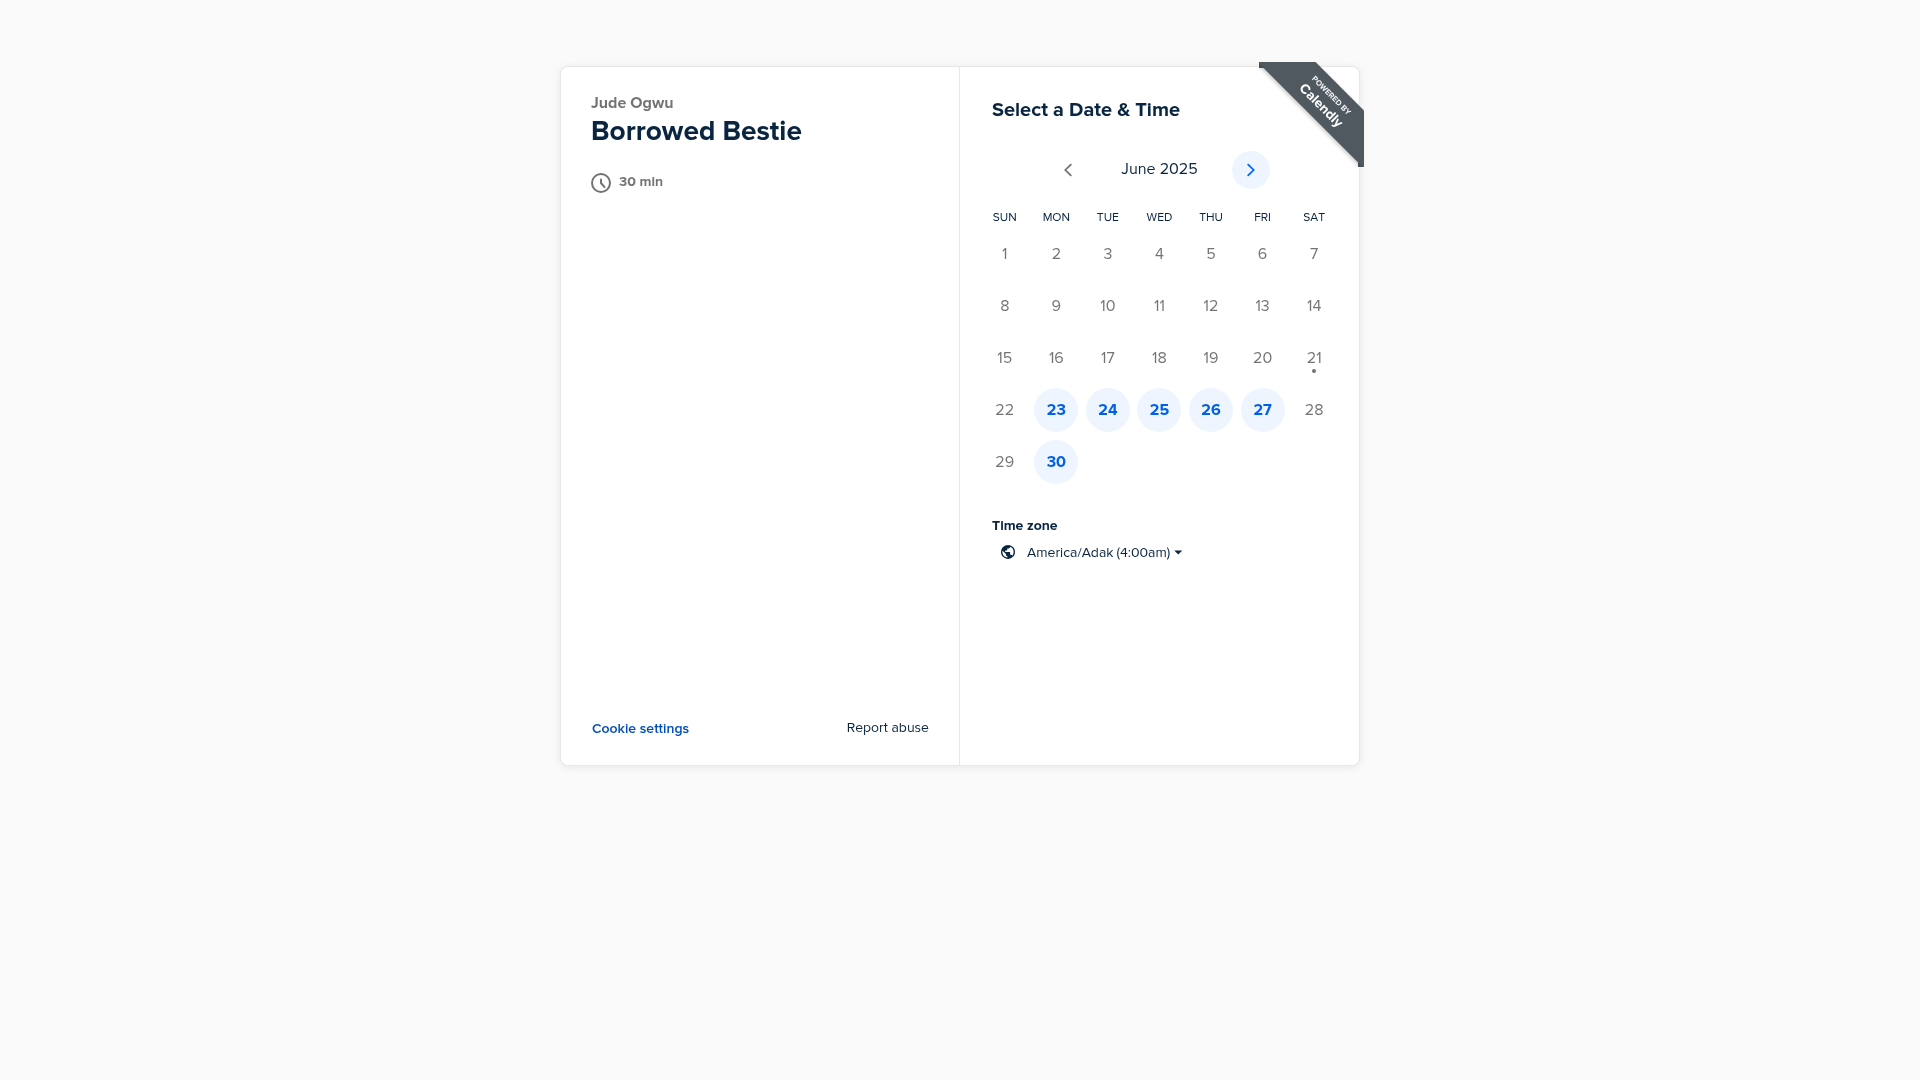 Jude Ogwu
Borrowed Bestie
30 min
Cookie settings
Report abuse
Select a Date & Time
POWERED BY
Calendly
June 2025
SUN MON TUE WED THU FRI SAT
1 2 3 4 5 6 7
8 9 10 11 12 13 14
15 16 17 18 19 20 21
22 23 24 25 26 27 28
29 30
Time zone
America/Adak (4:00am)